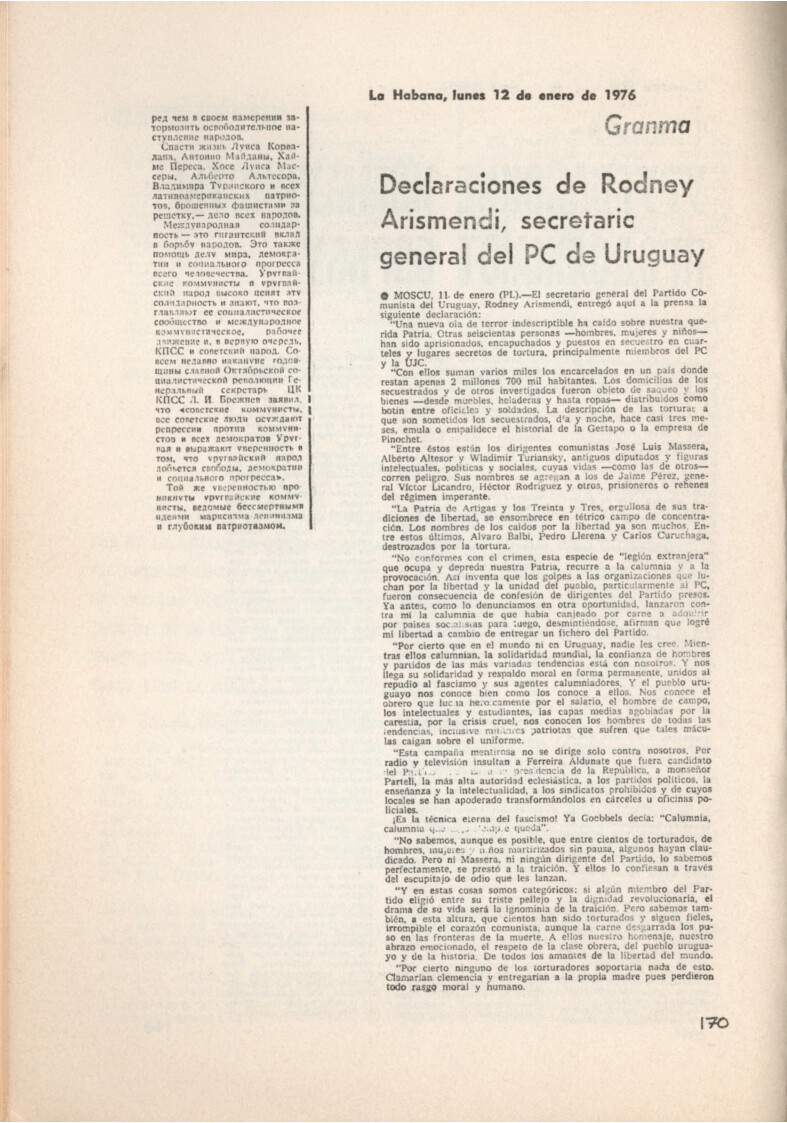 ред чем в своем намерении за-
тормозить освободительное на-
ступление народов.
Спасти жизнь Луиса Корва-
лана, Антонио Майданы, Хай-
ме Переса, Хосе Луиса Мас-
серы, Альберто Альтесора,
Владимира Турянского и всех
латиноамериканских патрио-
тов, брошенных фашистами за
решетку,— дело всех народов.
Международная солидар-
ность — это гигантский вклад
в борьбу народов. Это также
помощь делу мира, демокра-
тии и социального прогресса
всего человечества. Уругвай-
ские коммунисты и уругвай-
ский народ высоко ценят эту
солидарность и знают, что воз-
главляют ее социалистическое
сообщество и международное
коммунистическое, рабочее
движение и, в первую очередь,
КПСС и советский народ. Со-
всем недавно накануне годов-
щины славной Октябрьской со-
циалистической революции Ге-
неральный секретарь ЦК
КПСС Л. И. Брежнев заявил,
что «советские коммунисты,
все советские люди осуждают
репрессии против коммуни-
стов и всех демократов Уруг-
вая и выражают уверенность в
том, что уругвайский народ
добьется свободы, демократии
и социального прогресса».
Той же уверенностью про-
никнуты уругвайские комму-
нисты, ведомые бессмертными
идеями марксизма-ленинизма
и глубоким патриотизмом.
La Habana, lunes 12 de enero de 1976
Granma
Declaraciones de Rodney
Arismendi, secretaric
general del PC de Uruguay
● MOSCU, 11 de enero (PL).—El secretario general del Partido Co-
munista del Uruguay, Rodney Arismendi, entregó aquí a la prensa la
siguiente declaración:
"Una nueva ola de terror indescriptible ha caído sobre nuestra que-
rida Patria. Otras seiscientas personas —hombres, mujeres y niños—
han sido aprisionados, encapuchados y puestos en secuestro en cuar-
teles y lugares secretos de tortura, principalmente miembros del PC
y la UJC.
"Con ellos suman varios miles los encarcelados en un país donde
restan apenas 2 millones 700 mil habitantes. Los domicilios de los
secuestrados y de otros investigados fueron objeto de saqueo y los
bienes —desde muebles, heladeras y hasta ropas— distribuidos como
botín entre oficiales y soldados. La descripción de las torturas a
que son sometidos los secuestrados, día y noche, hace casi tres me-
ses, emula o empalidece el historial de la Gestapo o la empresa de
Pinochet.
"Entre éstos están los dirigentes comunistas José Luis Massera,
Alberto Altesor y Wladimir Turiansky, antiguos diputados y figuras
intelectuales, políticas y sociales, cuyas vidas —como las de otros—
corren peligro. Sus nombres se agregan a los de Jaime Pérez, gene-
ral Víctor Licandro, Héctor Rodríguez y otros, prisioneros o rehenes
del régimen imperante.
"La Patria de Artigas y los Treinta y Tres, orgullosa de sus tra-
diciones de libertad, se ensombrece en tétrico campo de concentra-
ción. Los nombres de los caídos por la libertad ya son muchos. En-
tre estos últimos, Alvaro Balbi, Pedro Llerena y Carlos Curuchaga,
destrozados por la tortura.
"No conformes con el crimen, esta especie de "legión extranjera"
que ocupa y depreda nuestra Patria, recurre a la calumnia y a la
provocación. Así inventa que los golpes a las organizaciones que lu-
chan por la libertad y la unidad del pueblo, particularmente al PC,
fueron consecuencia de confesión de dirigentes del Partido presos.
Ya antes, como lo denunciamos en otra oportunidad, lanzaron con-
tra mí la calumnia de que había canjeado por carne a adquirir
por países socialistas para luego, desmintiéndose, afirman que logré
mi libertad a cambio de entregar un fichero del Partido.
"Por cierto que en el mundo ni en Uruguay, nadie les cree. Mien-
tras ellos calumnian, la solidaridad mundial, la confianza de hombres
y partidos de las más variadas tendencias está con nosotros. Y nos
llega su solidaridad y respaldo moral en forma permanente, unidos al
repudio al fascismo y sus agentes calumniadores. Y el pueblo uru-
guayo nos conoce bien como los conoce a ellos. Nos conoce el
obrero que lucha heroicamente por el salario, el hombre de campo,
los intelectuales y estudiantes, las capas medias agobiadas por la
carestía, por la crisis cruel, nos conocen los hombres de todas las
tendencias, inclusive militares patriotas que sufren que tales mácu-
las caigan sobre el uniforme.
"Esta campaña mentirosa no se dirige solo contra nosotros. Por
radio y televisión insultan a Ferreira Aldunate que fuera candidato
del a presidencia de la República, a monseñor
Parteli, la más alta autoridad eclesiástica, a los partidos políticos, la
enseñanza y la intelectualidad, a los sindicatos prohibidos y de cuyos
locales se han apoderado transformándolos en cárceles u oficinas po-
liciales.
¡Es la técnica eterna del fascismo! Ya Goebbels decía: "Calumnia,
calumnia que siempre queda".
"No sabemos, aunque es posible, que entre cientos de torturados, de
hombres, mujeres y niños martirizados sin pausa, algunos hayan clau-
dicado. Pero ni Massera, ni ningún dirigente del Partido, lo sabemos
perfectamente, se prestó a la traición. Y ellos lo confiesan a través
del escupitajo de odio que les lanzan.
"Y en estas cosas somos categóricos: si algún miembro del Par-
tido eligió entre su triste pellejo y la dignidad revolucionaria, el
drama de su vida será la ignominia de la traición. Pero sabemos tam-
bién, a esta altura, que cientos han sido torturados y siguen fieles,
irrompible el corazón comunista, aunque la carne desgarrada los pu-
so en las fronteras de la muerte. A ellos nuestro homenaje, nuestro
abrazo emocionado, el respeto de la clase obrera, del pueblo urugua-
yo y de la historia. De todos los amantes de la libertad del mundo.
"Por cierto ninguno de los torturadores soportaría nada de esto.
Clamarían clemencia y entregarían a la propia madre pues perdieron
todo rasgo moral y humano.
170